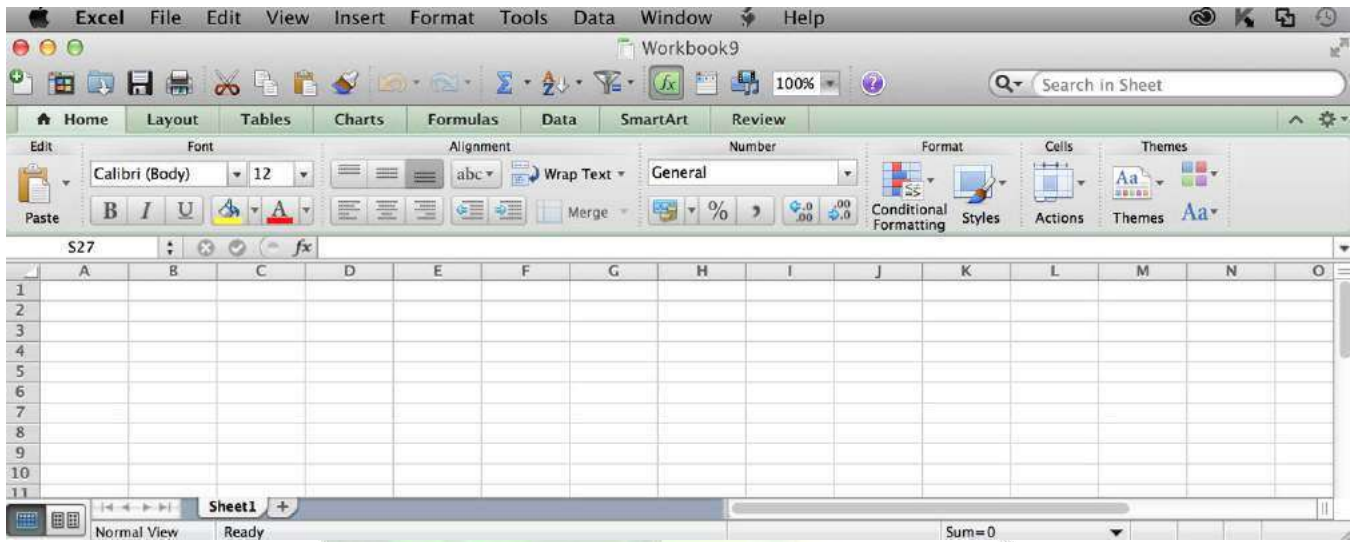 Excel File Edit View Insert Format Tools Data Window Help
Workbook9
100% Search in Sheet
Home Layout Tables Charts Formulas Data SmartArt Review
Edit Font Alignment Number Format Cells Themes
Calibri (Body) 12 abc Wrap Text General
Paste B I U A Merge % Conditional Formatting Styles Actions Themes Aa
S27 fx
A B C D E F G H I J K L M N O
1
2
3
4
5
6
7
8
9
10
11
Sheet1 +
Normal View Ready Sum=0